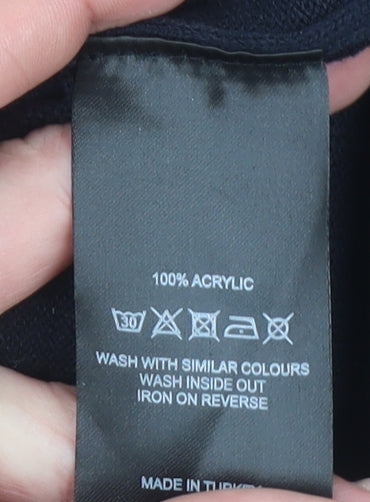 100% ACRYLIC
30
WASH WITH SIMILAR COLOURS
WASH INSIDE OUT
IRON ON REVERSE
MADE IN TURKEY